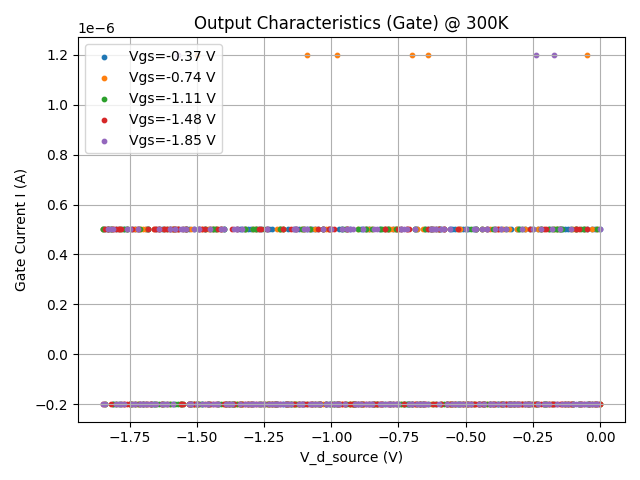 Output Characteristics (Gate) @ 300K
1e−6
1.2
1.0
0.8
0.6
0.4
0.2
0.0
−0.2
Gate Current I (A)
Vgs=-0.37 V
Vgs=-0.74 V
Vgs=-1.11 V
Vgs=-1.48 V
Vgs=-1.85 V
−1.75 −1.50 −1.25 −1.00 −0.75 −0.50 −0.25 0.00
V_d_source (V)